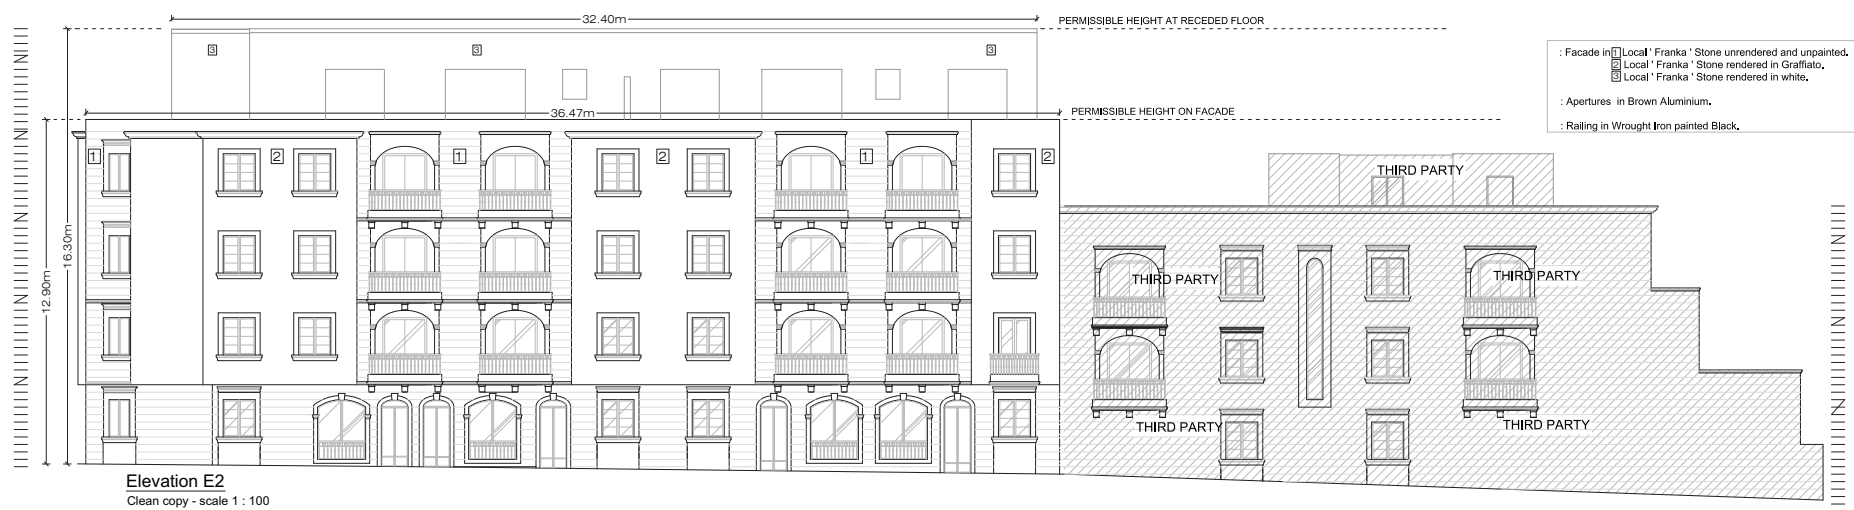 32.40m
PERMISSIBLE HEIGHT AT RECEDED FLOOR
3
3
3
: Facade in 1 Local ' Franka ' Stone unrendered and unpainted.
2 Local ' Franka ' Stone rendered in Graffiato.
3 Local ' Franka ' Stone rendered in white.
: Apertures in Brown Aluminium.
: Railing in Wrought Iron painted Black.
36.47m
PERMISSIBLE HEIGHT ON FACADE
1
2
1
2
1
2
THIRD PARTY
16.30m
12.90m
THIRD PARTY
THIRD PARTY
THIRD PARTY
THIRD PARTY
Elevation E2
Clean copy - scale 1 : 100